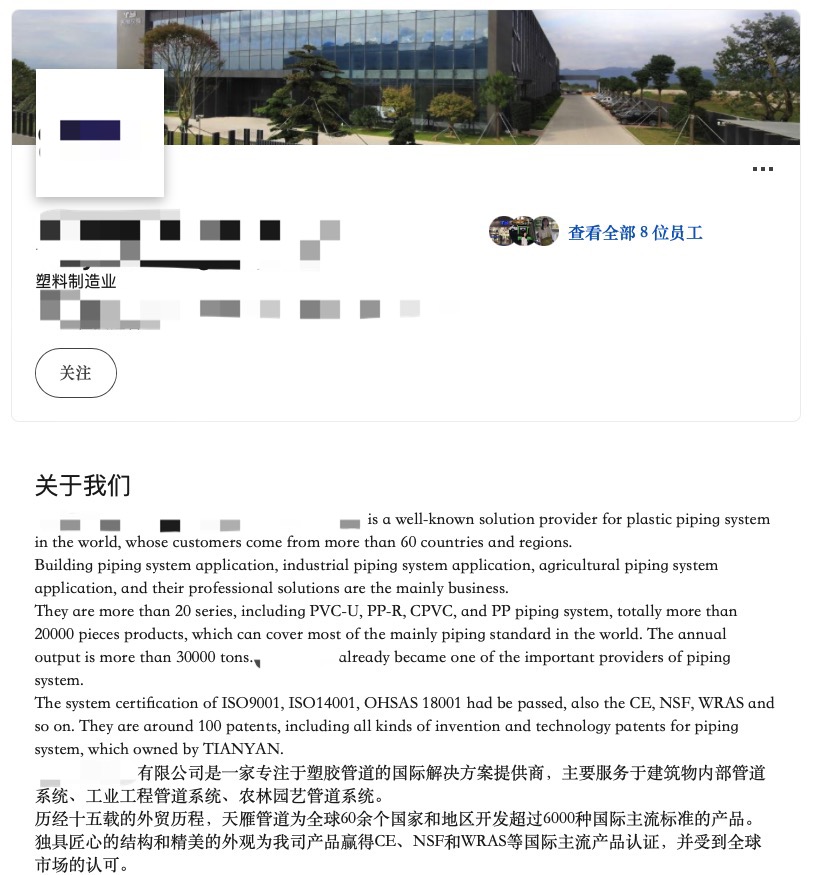 查看全部 8 位员工
塑料制造业
关注
关于我们
is a well-known solution provider for plastic piping system
in the world, whose customers come from more than 60 countries and regions.
Building piping system application, industrial piping system application, agricultural piping system
application, and their professional solutions are the mainly business.
They are more than 20 series, including PVC-U, PP-R, CPVC, and PP piping system, totally more than
20000 pieces products, which can cover most of the mainly piping standard in the world. The annual
output is more than 30000 tons. already became one of the important providers of piping
system.
The system certification of ISO9001, ISO14001, OHSAS 18001 had be passed, also the CE, NSF, WRAS and
so on. They are around 100 patents, including all kinds of invention and technology patents for piping
system, which owned by TIANYAN.
有限公司是一家专注于塑胶管道的国际解决方案提供商，主要服务于建筑物内部管道
系统、工业工程管道系统、农林园艺管道系统。
历经十五载的外贸历程，天雁管道为全球60余个国家和地区开发超过6000种国际主流标准的产品。
独具匠心的结构和精美的外观为我司产品赢得CE、NSF和WRAS等国际主流产品认证，并受到全球
市场的认可。